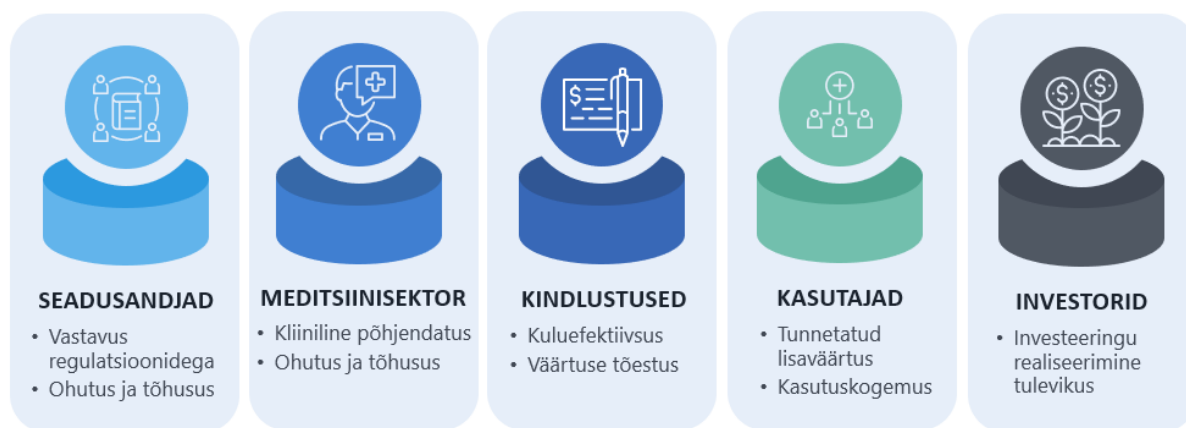 SEADUSANDJAD
• Vastavus
regulatsioonidega
• Ohutus ja tõhusus
MEDITSIINISEKTOR
• Kliiniline põhjendatus
• Ohutus ja tõhusus
$
KINDLUSTUSED
• Kuluefektiivsus
• Väärtuse tõestus
KASUTAJAD
• Tunnetatud
lisaväärtus
• Kasutuskogemus
$ $
INVESTORID
• Investeeringu
realiseerimine
tulevikus